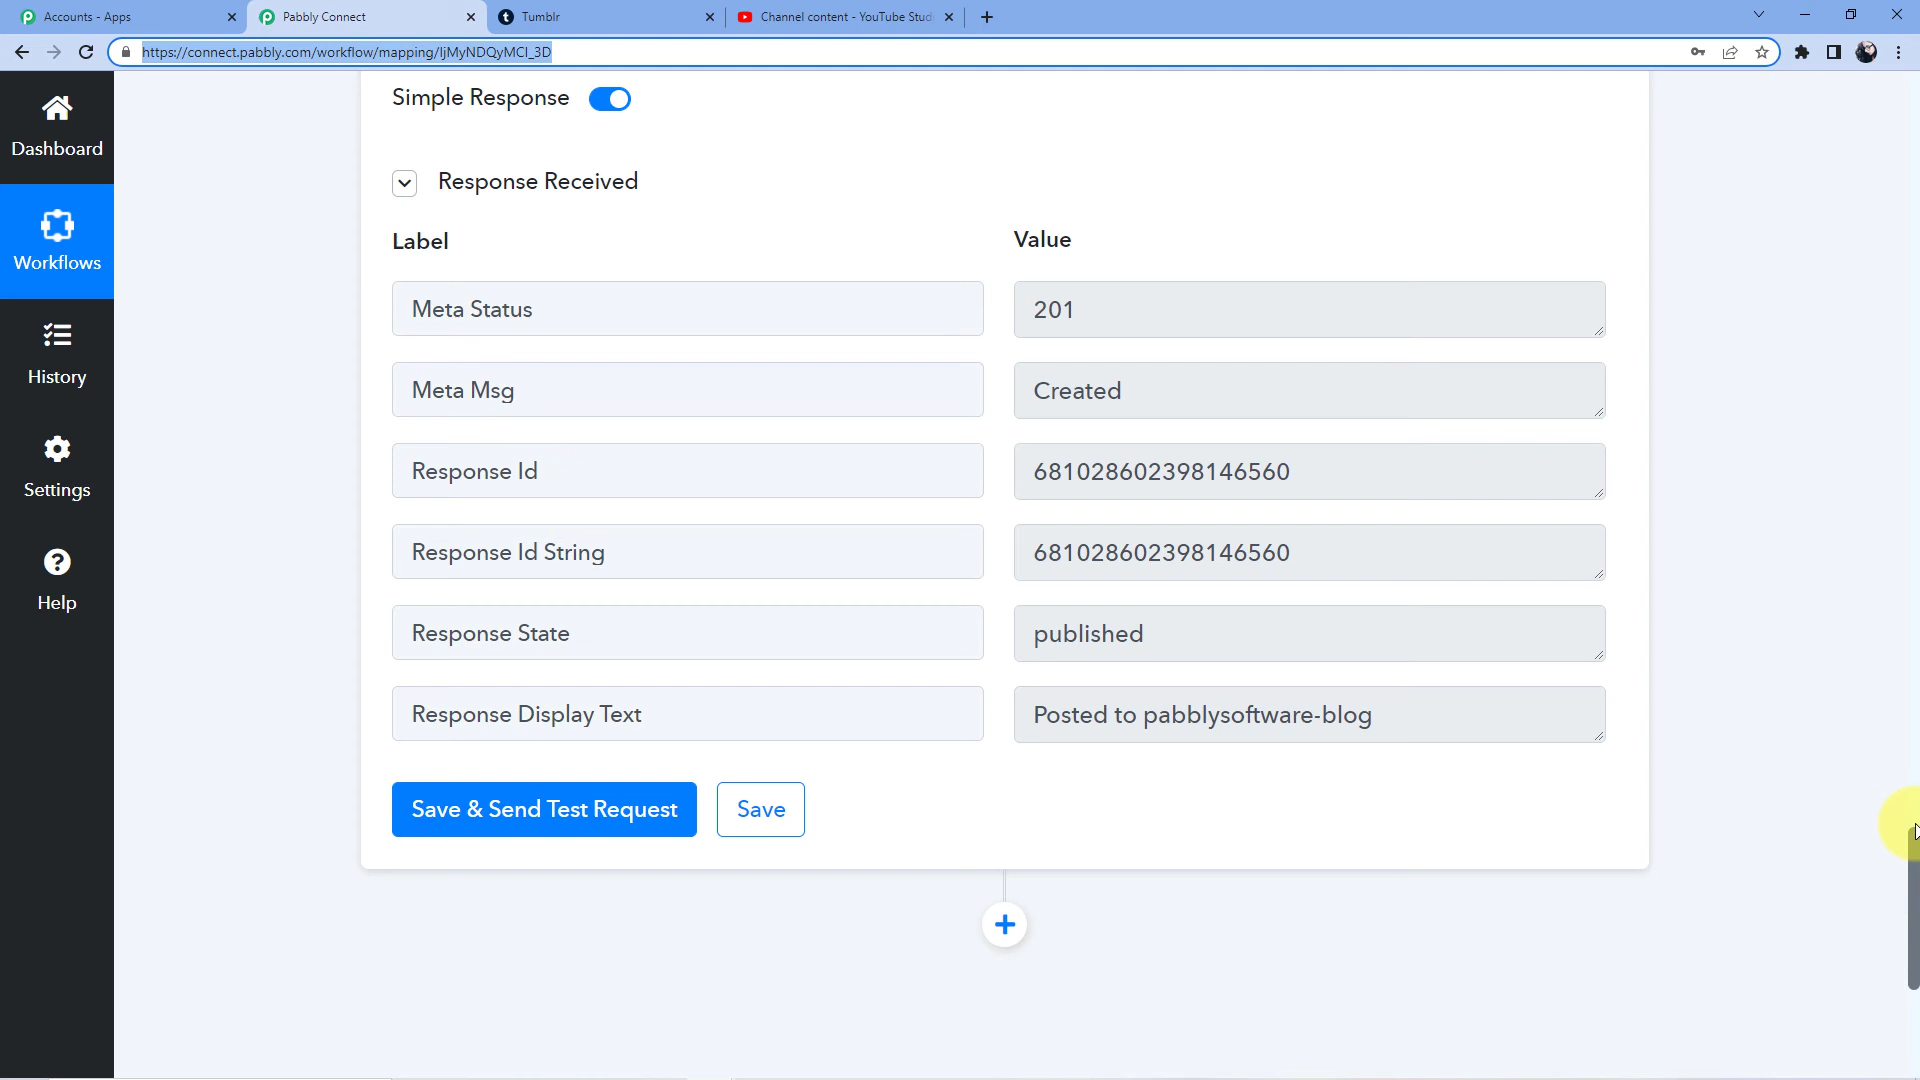 Accounts - Apps
Pabbly Connect
Tumblr
Channel content - YouTube Stud
https://connect.pabbly.com/workflow/mapping/IjMyNDQyMCI_3D
Dashboard
Workflows
History
Settings
Help
Simple Response
Response Received
Label Value
Meta Status 201
Meta Msg Created
Response Id 681028602398146560
Response Id String 681028602398146560
Response State published
Response Display Text Posted to pabblysoftware-blog
Save & Send Test Request Save